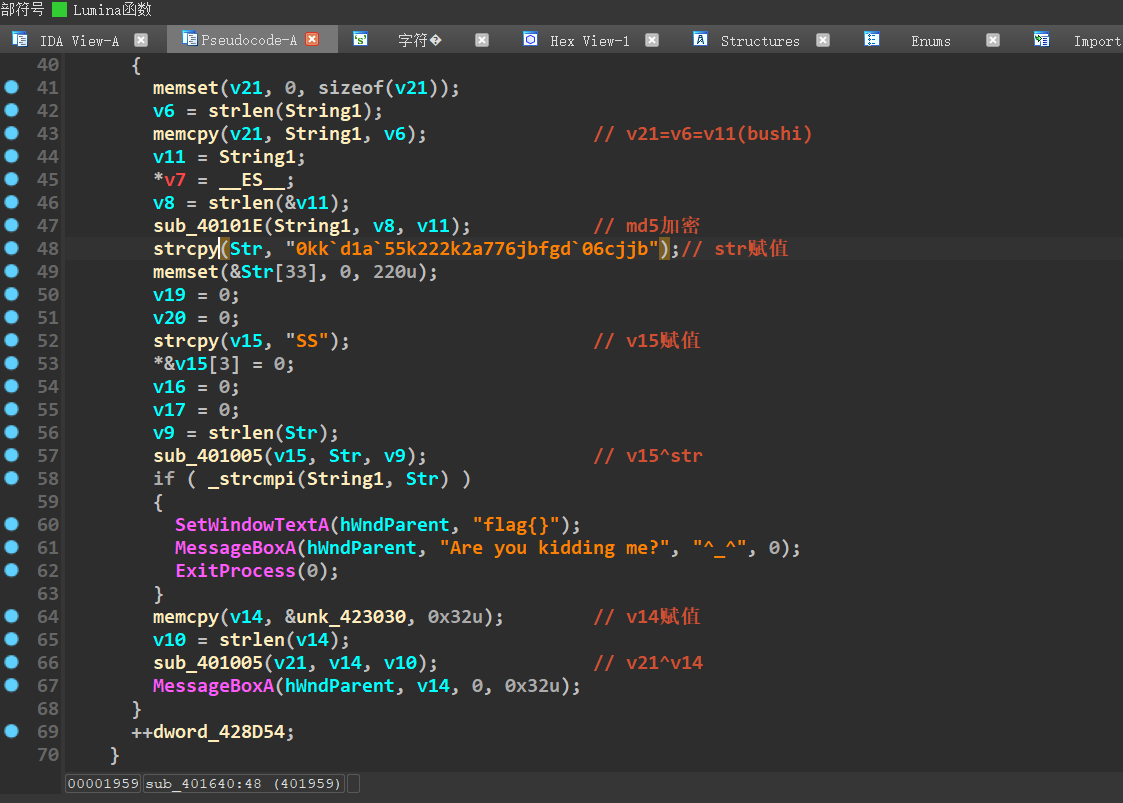 部符号 Lumina函数
IDA View-A Pseudocode-A 's' 字符� Hex View-1 A Structures Enums Import
40 {
41 memset(v21, 0, sizeof(v21));
42 v6 = strlen(String1);
43 memcpy(v21, String1, v6); // v21=v6=v11(bushi)
44 v11 = String1;
45 *v7 = __ES__;
46 v8 = strlen(&v11);
47 sub_40101E(String1, v8, v11); // md5加密
48 strcpy(Str, "0kk`d1a`55k222k2a776jbfgd`06cjjb");// str赋值
49 memset(&Str[33], 0, 220u);
50 v19 = 0;
51 v20 = 0;
52 strcpy(v15, "SS"); // v15赋值
53 *&v15[3] = 0;
54 v16 = 0;
55 v17 = 0;
56 v9 = strlen(Str);
57 sub_401005(v15, Str, v9); // v15^str
58 if ( _strcmpi(String1, Str) )
59 {
60 SetWindowTextA(hWndParent, "flag{}");
61 MessageBoxA(hWndParent, "Are you kidding me?", "^_^", 0);
62 ExitProcess(0);
63 }
64 memcpy(v14, &unk_423030, 0x32u); // v14赋值
65 v10 = strlen(v14);
66 sub_401005(v21, v14, v10); // v21^v14
67 MessageBoxA(hWndParent, v14, 0, 0x32u);
68 }
69 ++dword_428D54;
70 }
00001959 sub_401640:48 (401959)